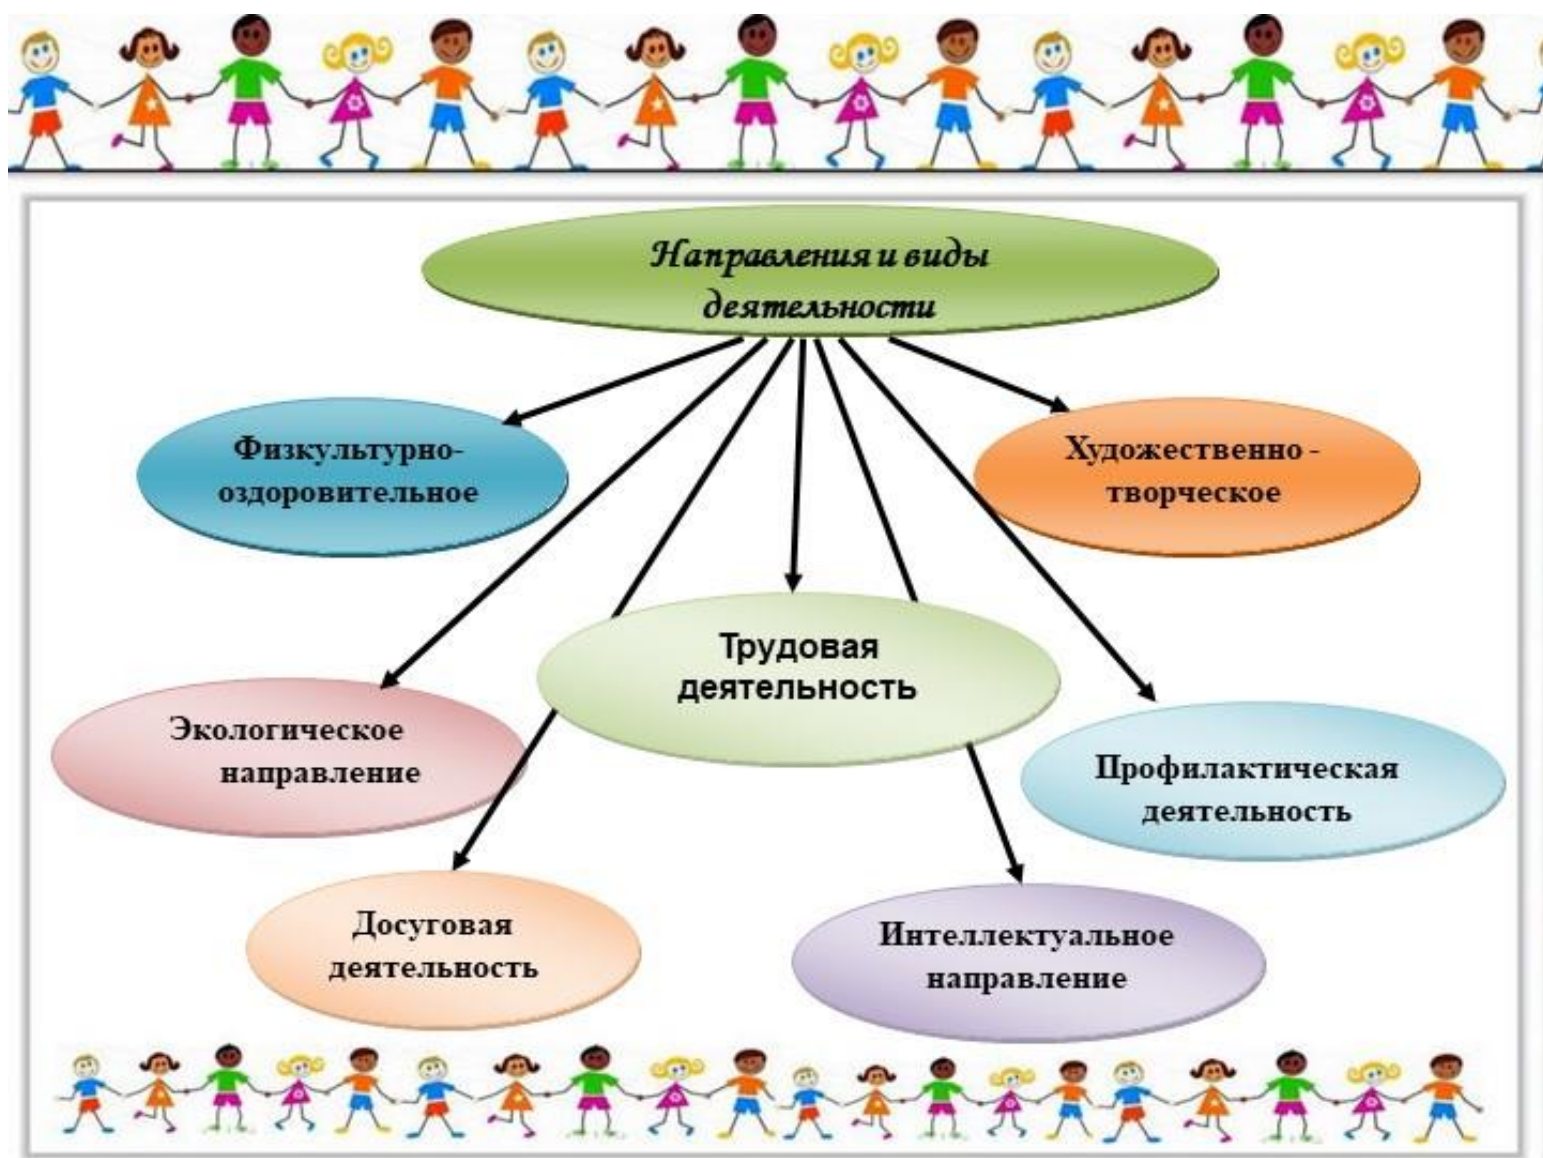 Направления и виды
деятельности
Физкультурно-
оздоровительное
Художественно -
творческое
Трудовая
деятельность
Экологическое
направление
Профилактическая
деятельность
Досуговая
деятельность
Интеллектуальное
направление